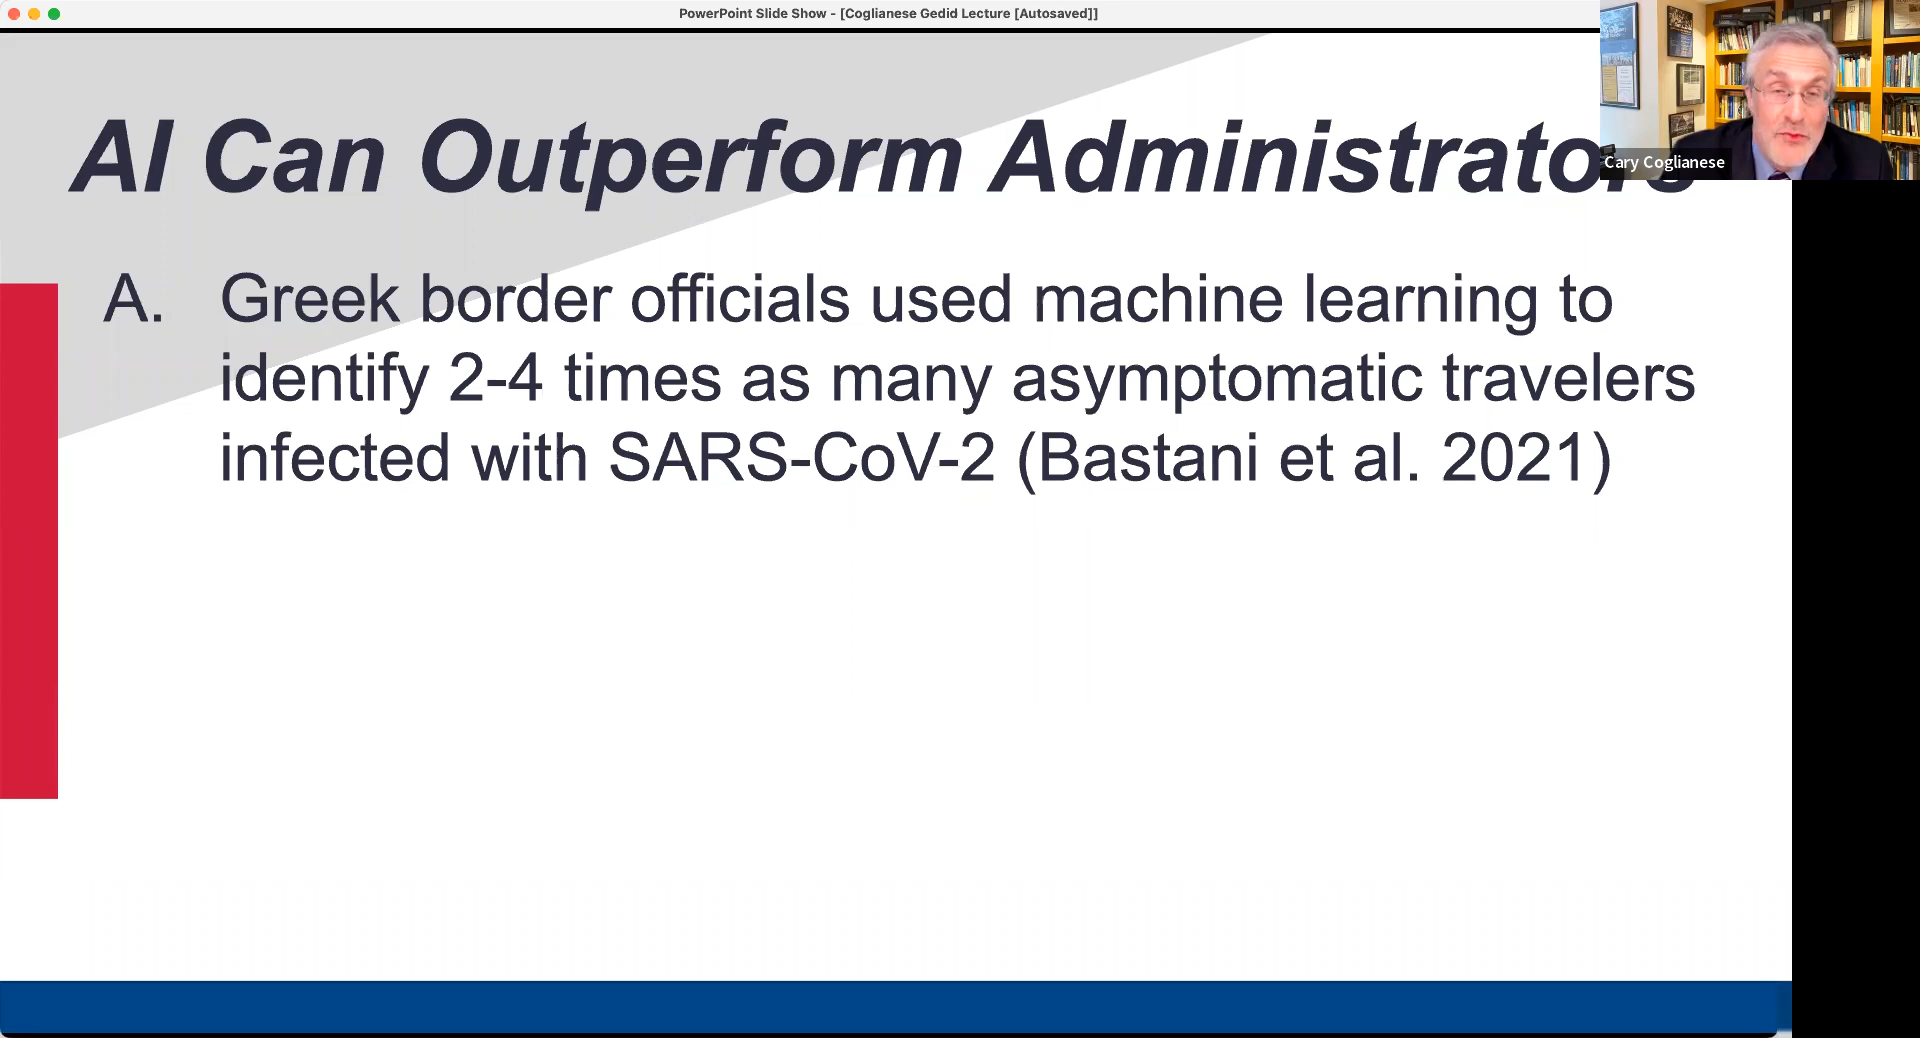 PowerPoint Slide Show - [Coglianese Gedid Lecture [Autosaved]]
AI Can Outperform Administrators
Cary Coglianese
A. Greek border officials used machine learning to
identify 2-4 times as many asymptomatic travelers
infected with SARS-CoV-2 (Bastani et al. 2021)